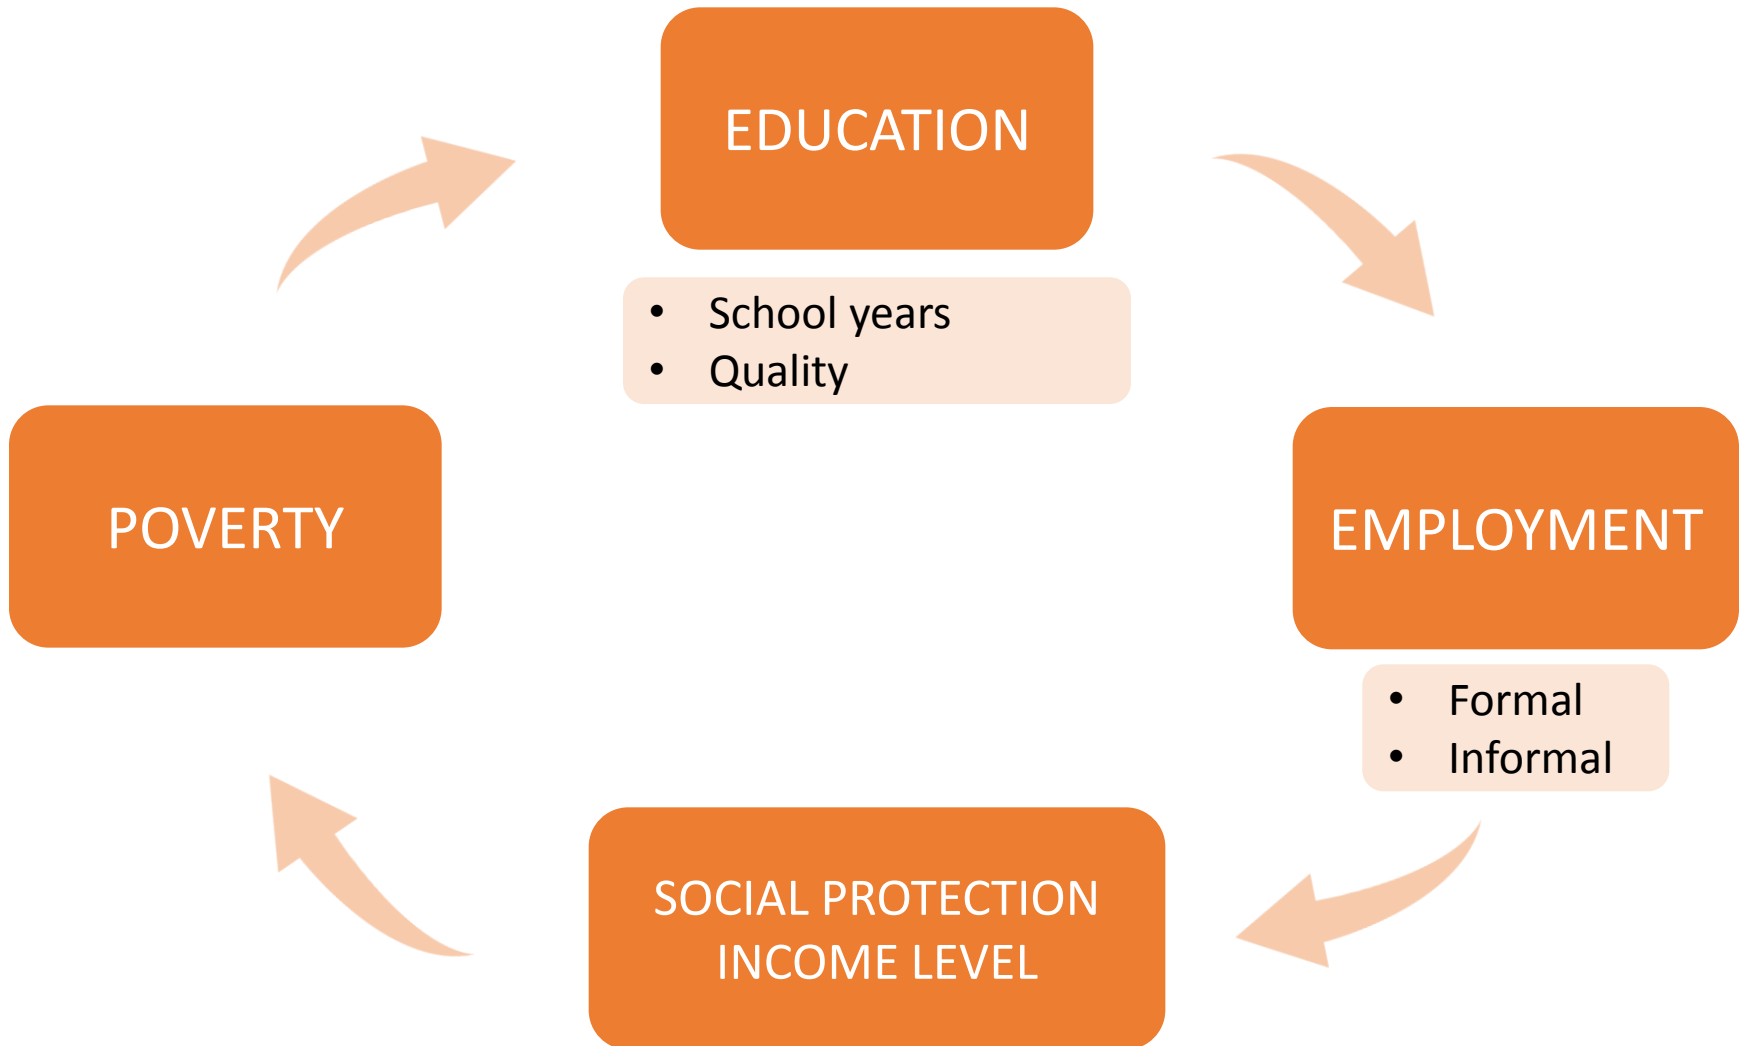 EDUCATION
• School years
• Quality
POVERTY
EMPLOYMENT
• Formal
• Informal
SOCIAL PROTECTION
INCOME LEVEL